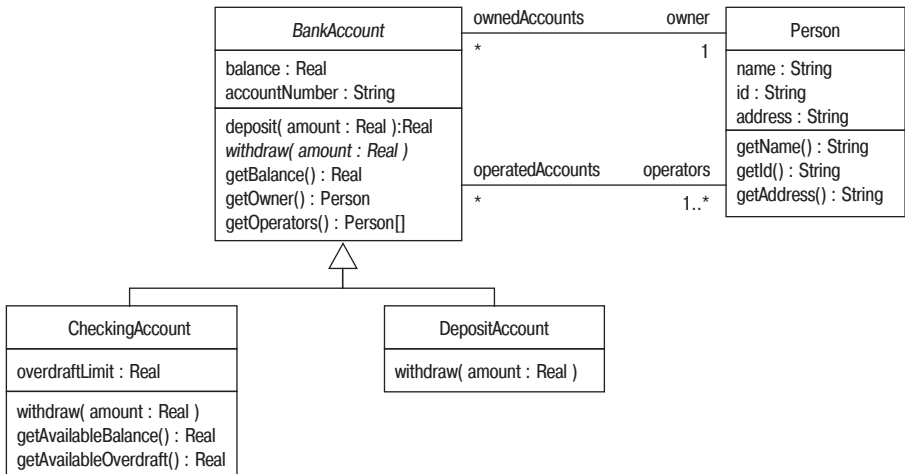 BankAccount
balance : Real
accountNumber : String
deposit( amount : Real ):Real
withdraw( amount : Real )
getBalance() : Real
getOwner() : Person
getOperators() : Person[]
ownedAccounts owner
* 1
operatedAccounts operators
* 1..*
Person
name : String
id : String
address : String
getName() : String
getId() : String
getAddress() : String
CheckingAccount
overdraftLimit : Real
withdraw( amount : Real )
getAvailableBalance() : Real
getAvailableOverdraft() : Real
DepositAccount
withdraw( amount : Real )